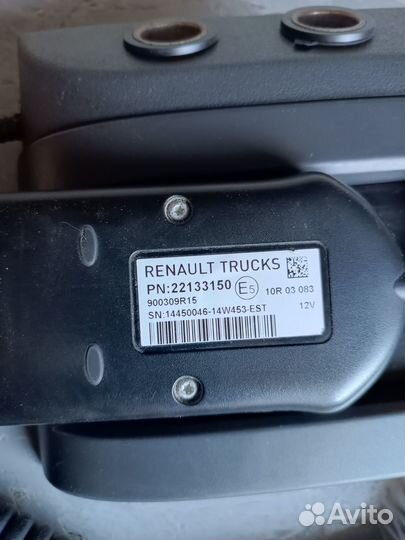 RENAULT TRUCKS
PN:22133150 E5 10R 03 083
900309R15 12V
SN:14450046-14W453-EST
Avito